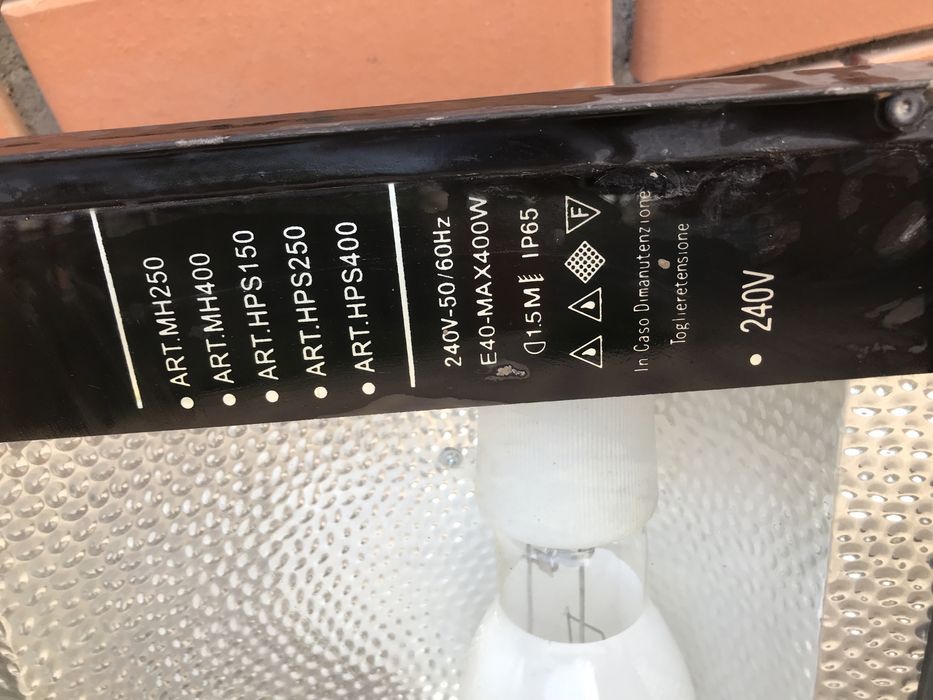 ART.MH250
ART.MH400
ART.HPS150
ART.HPS250
ART.HPS400
240V-50/60Hz
E40-MAX400W
1.5M IP65
F
In Caso Dimanutenzione
Toglieretensione
240V